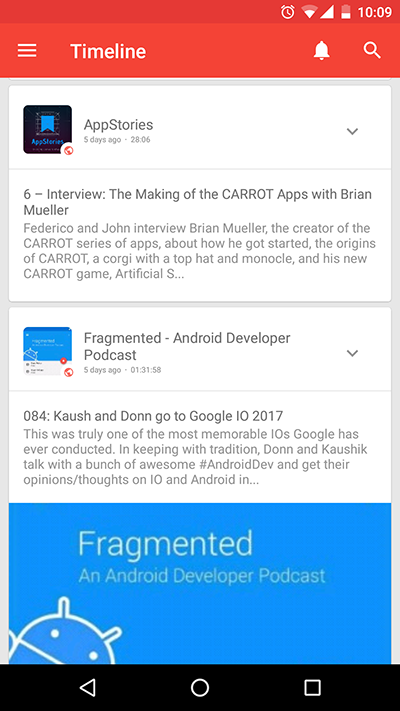 10:09
Timeline
AppStories
AppStories
5 days ago · 28:06
6 – Interview: The Making of the CARROT Apps with Brian
Mueller
Federico and John interview Brian Mueller, the creator of the
CARROT series of apps, about how he got started, the origins
of CARROT, a corgi with a top hat and monocle, and his new
CARROT game, Artificial S...
Fragmented - Android Developer
Podcast
5 days ago · 01:31:58
084: Kaush and Donn go to Google IO 2017
This was truly one of the most memorable IOs Google has
ever conducted. In keeping with tradition, Donn and Kaushik
talk with a bunch of awesome #AndroidDev and get their
opinions/thoughts on IO and Android in...
Fragmented
An Android Developer Podcast